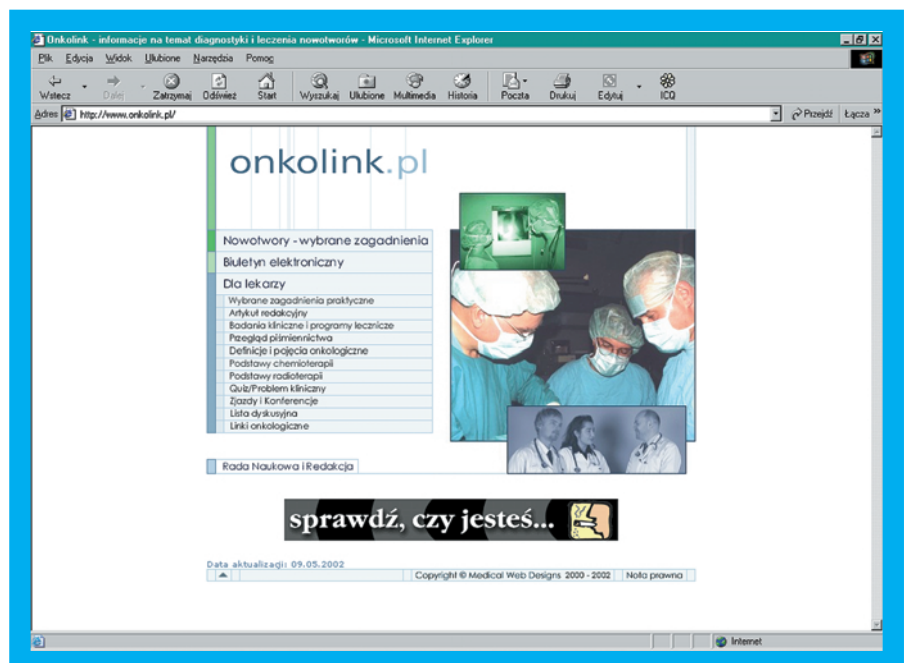 Onkolink - informacje na temat diagnostyki i leczenia nowotworów - Microsoft Internet Explorer
Plik Edycja Widok Ulubione Narzędzia Pomoc
Wstecz Dalej Zatrzymaj Odśwież Start Wyszukaj Ulubione Multimedia Historia Poczta Drukuj Edytuj ICQ
Adres http://www.onkolink.pl/ Przejdź Łącza »
onkolink.pl
Nowotwory - wybrane zagadnienia
Biuletyn elektroniczny
Dla lekarzy
Wybrane zagadnienia praktyczne
Artykuł redakcyjny
Badania kliniczne i programy lecznicze
Przegląd piśmiennictwa
Definicje i pojęcia onkologiczne
Podstawy chemioterapii
Podstawy radioterapii
Quiz/Problem kliniczny
Zjazdy i Konferencje
Lista dyskusyjna
Linki onkologiczne
Rada Naukowa i Redakcja
sprawdź, czy jesteś...
Data aktualizacji: 09.05.2002
Copyright © Medical Web Designs 2000 - 2002 Nota prawna
Internet